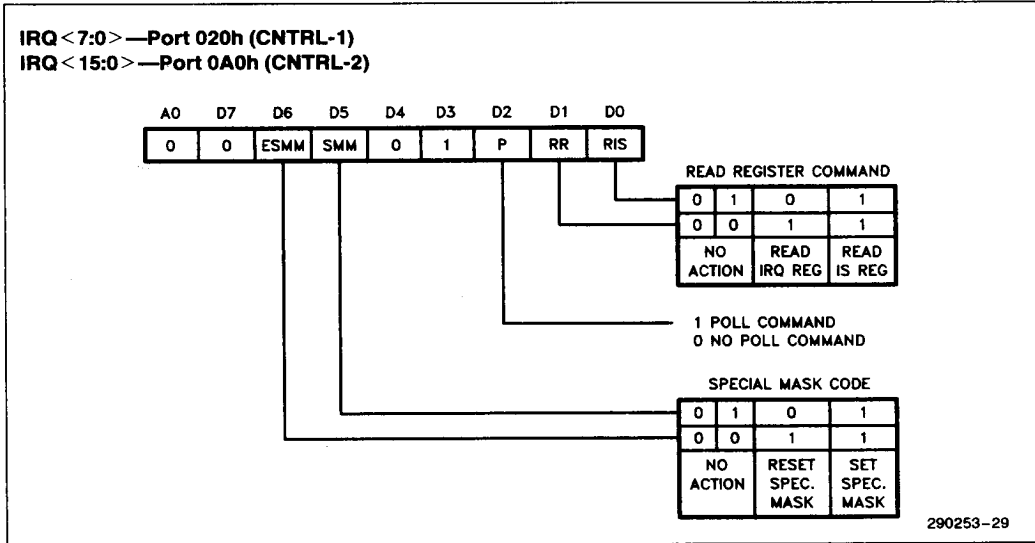 IRQ<7:0>—Port 020h (CNTRL-1)
IRQ<15:0>—Port 0A0h (CNTRL-2)
A0 D7 D6 D5 D4 D3 D2 D1 D0
0 0 ESMM SMM 0 1 P RR RIS
READ REGISTER COMMAND
0 1 0 1
0 0 1 1
NO ACTION READ IRQ REG READ IS REG
1 POLL COMMAND
0 NO POLL COMMAND
SPECIAL MASK CODE
0 1 0 1
0 0 1 1
NO ACTION RESET SPEC. MASK SET SPEC. MASK
290253-29